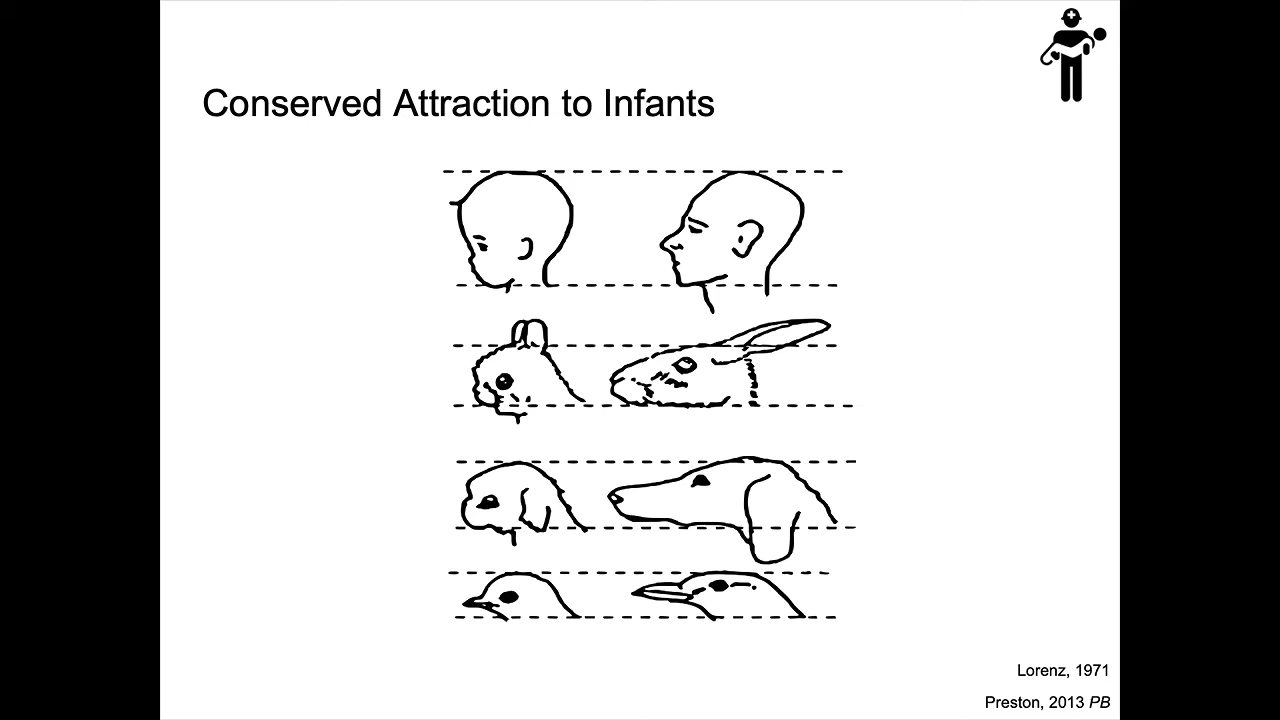 Conserved Attraction to Infants
Lorenz, 1971
Preston, 2013 PB